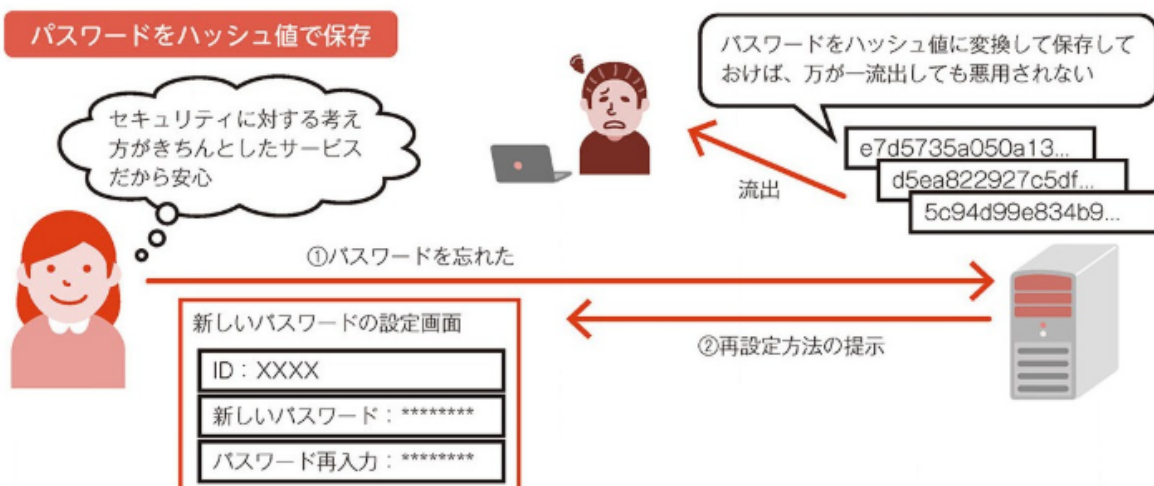 パスワードをハッシュ値で保存
セキュリティに対する考え
方がきちんとしたサービス
だから安心
パスワードをハッシュ値に変換して保存して
おけば、万が一流出しても悪用されない
e7d5735a050a13...
d5ea822927c5df...
5c94d99e834b9...
流出
①パスワードを忘れた
②再設定方法の提示
新しいパスワードの設定画面
ID：XXXX
新しいパスワード：********
パスワード再入力：********